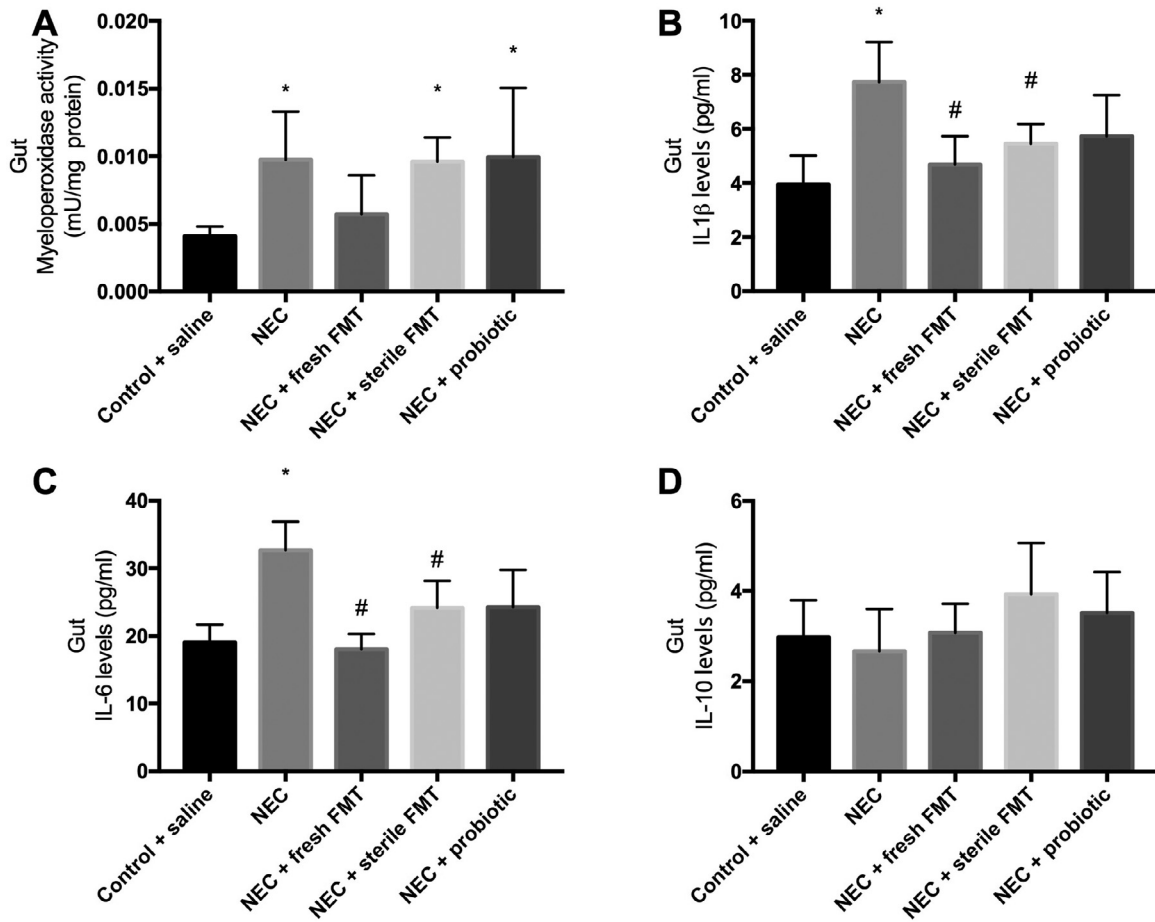 A
Gut
Myeloperoxidase activity
(mU/mg protein)
0.020
0.015
0.010
0.005
0.000
*
*
*
Control + saline
NEC
NEC + fresh FMT
NEC + sterile FMT
NEC + probiotic
B
Gut
IL1β levels (pg/ml)
10
8
6
4
2
0
*
#
#
Control + saline
NEC
NEC + fresh FMT
NEC + sterile FMT
NEC + probiotic
C
Gut
IL-6 levels (pg/ml)
40
30
20
10
0
*
#
#
Control + saline
NEC
NEC + fresh FMT
NEC + sterile FMT
NEC + probiotic
D
Gut
IL-10 levels (pg/ml)
6
4
2
0
Control + saline
NEC
NEC + fresh FMT
NEC + sterile FMT
NEC + probiotic